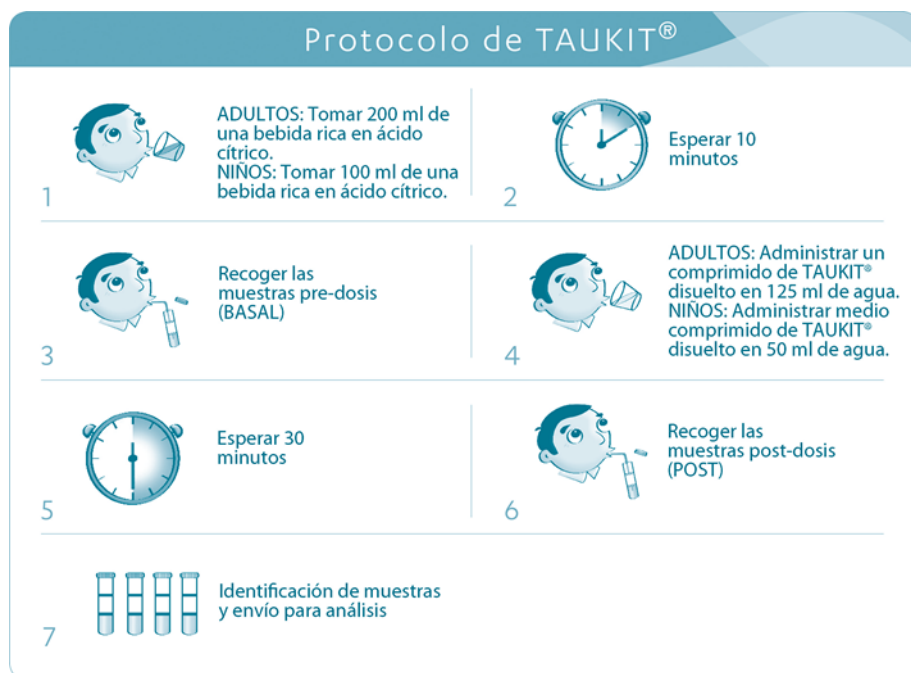 Protocolo de TAUKIT®
1
ADULTOS: Tomar 200 ml de
una bebida rica en ácido
cítrico.
NIÑOS: Tomar 100 ml de una
bebida rica en ácido cítrico.
2
Esperar 10
minutos
3
Recoger las
muestras pre-dosis
(BASAL)
4
ADULTOS: Administrar un
comprimido de TAUKIT®
disuelto en 125 ml de agua.
NIÑOS: Administrar medio
comprimido de TAUKIT®
disuelto en 50 ml de agua.
5
Esperar 30
minutos
6
Recoger las
muestras post-dosis
(POST)
7
Identificación de muestras
y envío para análisis